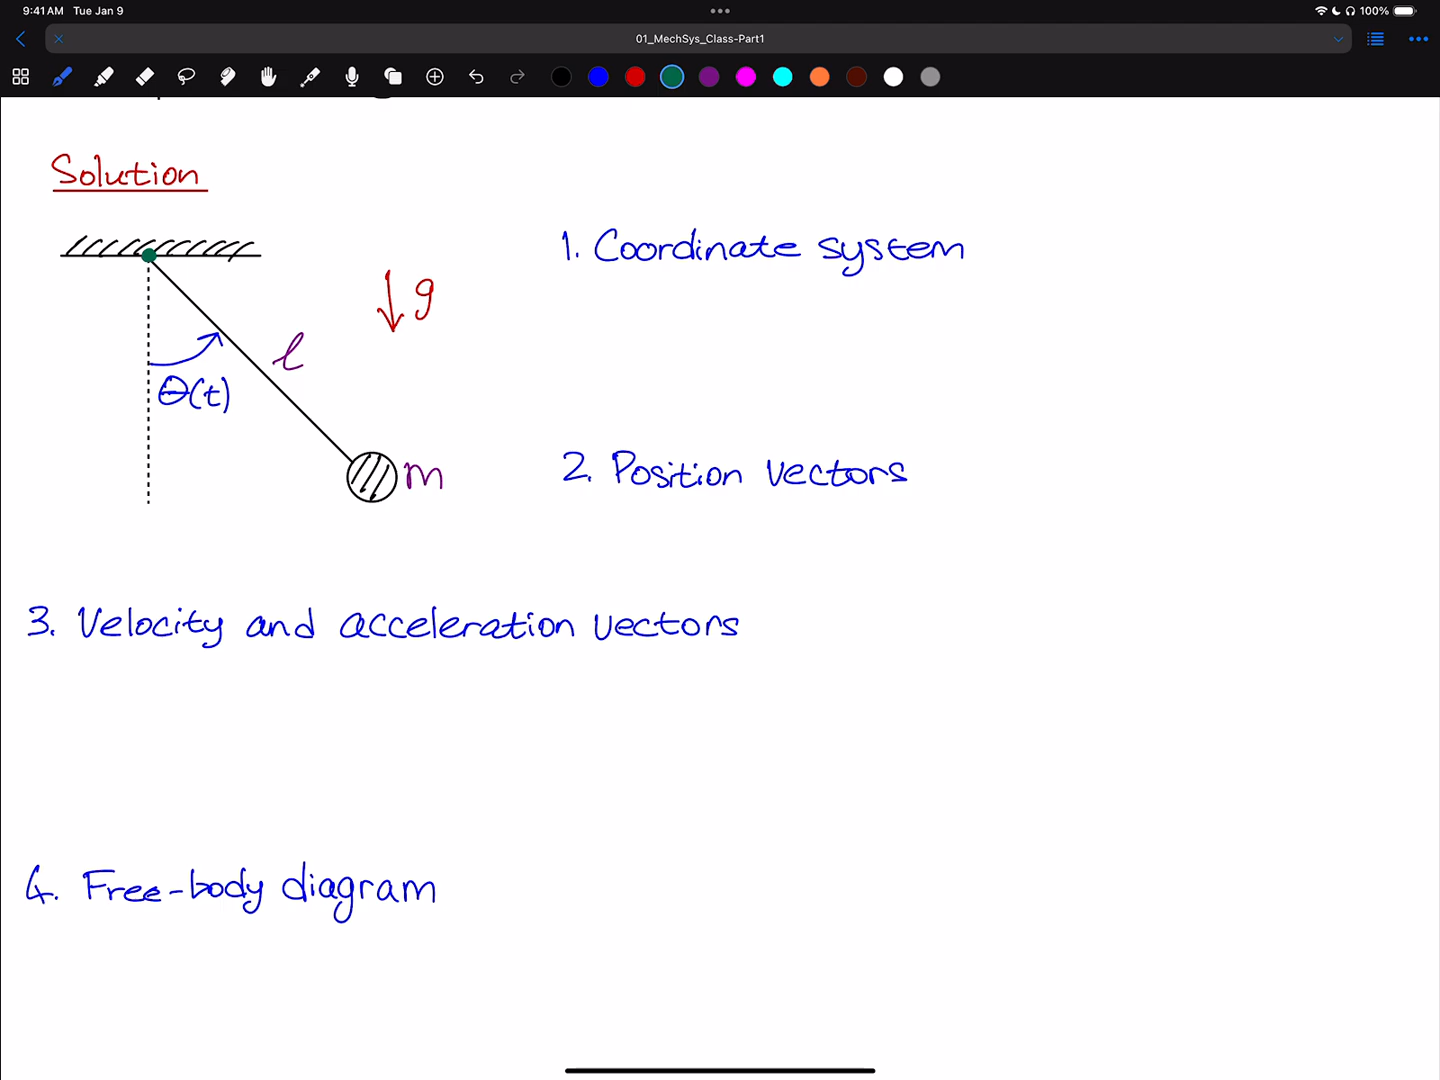 9:41 AM Tue Jan 9
100%
01_MechSys_Class-Part1
Solution
1. Coordinate system
g
l
θ(t)
m
2. Position vectors
3. Velocity and acceleration vectors
4. Free-body diagram